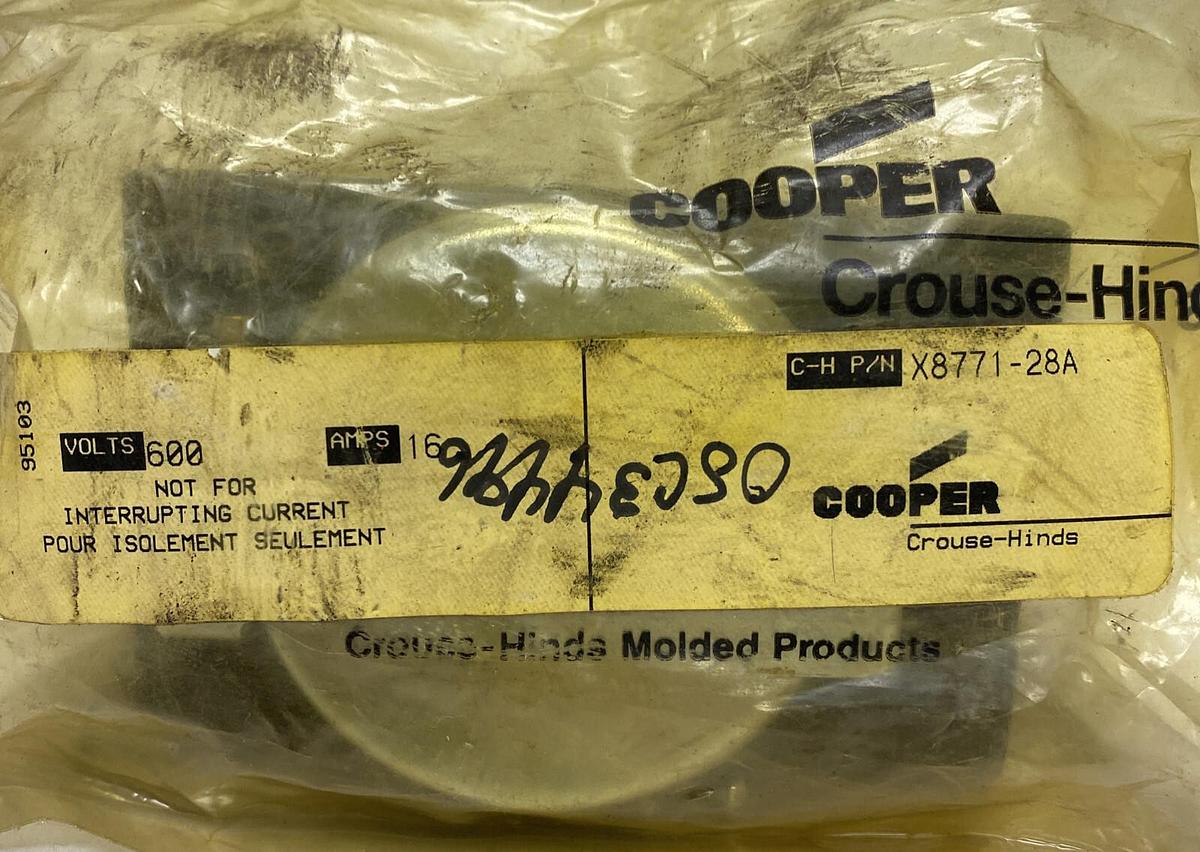 COOPER
Crouse-Hind
C-H P/N X8771-28A
95103
VOLTS 600
AMPS 16
NOT FOR
INTERRUPTING CURRENT
POUR ISOLEMENT SEULEMENT
COOPER
Crouse-Hinds
Crouse-Hinds Molded Products